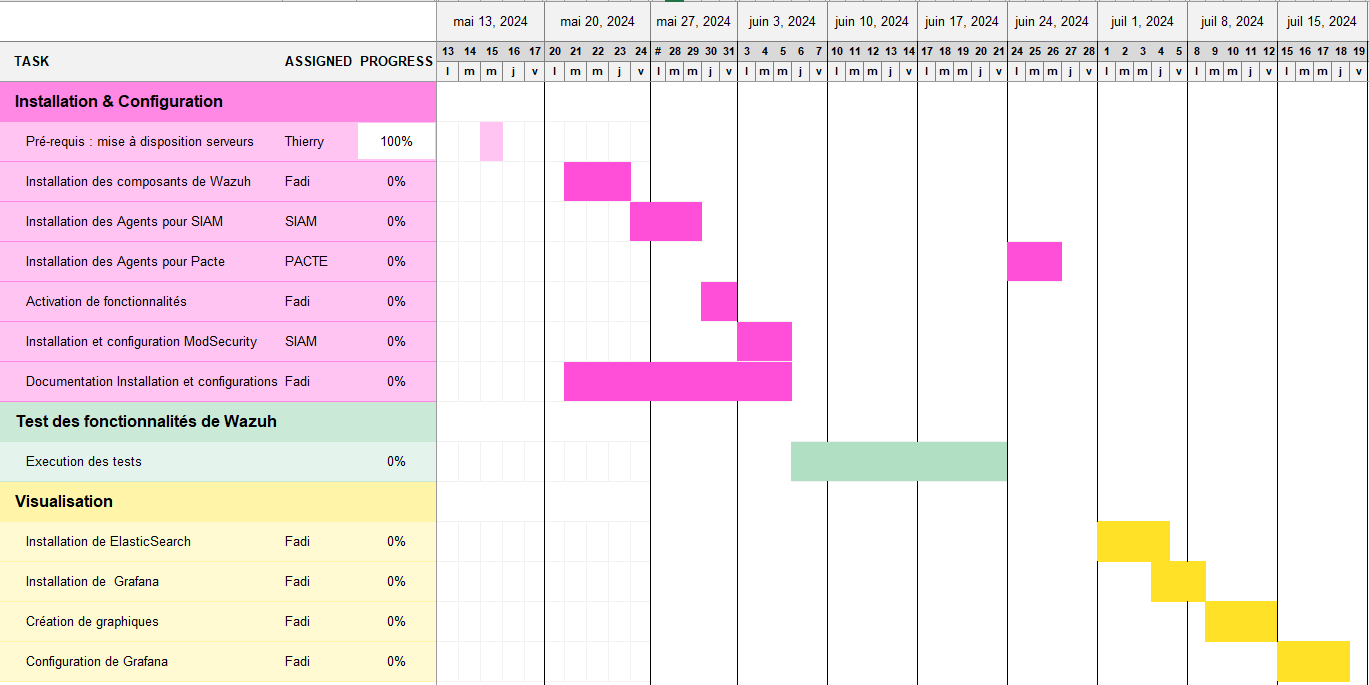 mai 13, 2024 mai 20, 2024 mai 27, 2024 juin 3, 2024 juin 10, 2024 juin 17, 2024 juin 24, 2024 juil 1, 2024 juil 8, 2024 juil 15, 2024
13 14 15 16 17 20 21 22 23 24 # 28 29 30 31 3 4 5 6 7 10 11 12 13 14 17 18 19 20 21 24 25 26 27 28 1 2 3 4 5 8 9 10 11 12 15 16 17 18 19
TASK ASSIGNED PROGRESS
l m m j v l m m j v l m m j v l m m j v l m m j v l m m j v l m m j v l m m j v l m m j v l m m j v
Installation & Configuration
Pré-requis : mise à disposition serveurs Thierry 100%
Installation des composants de Wazuh Fadi 0%
Installation des Agents pour SIAM SIAM 0%
Installation des Agents pour Pacte PACTE 0%
Activation de fonctionnalités Fadi 0%
Installation et configuration ModSecurity SIAM 0%
Documentation Installation et configurations Fadi 0%
Test des fonctionnalités de Wazuh
Execution des tests 0%
Visualisation
Installation de ElasticSearch Fadi 0%
Installation de  Grafana Fadi 0%
Création de graphiques Fadi 0%
Configuration de Grafana Fadi 0%